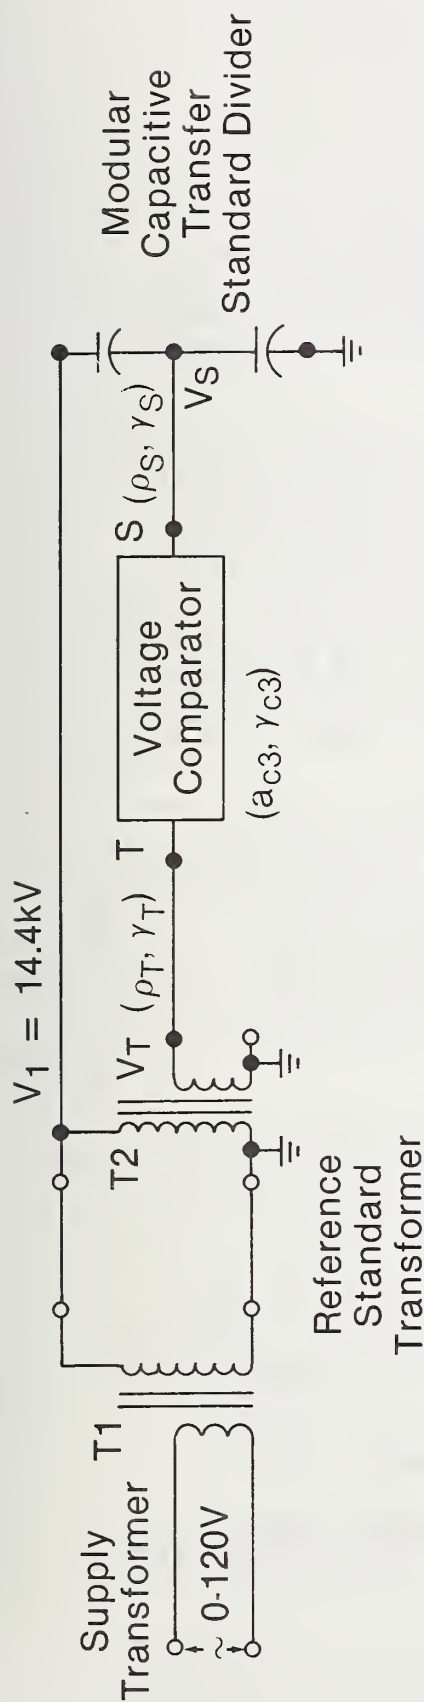 Supply
Transformer
0-120V
~
T1
Reference
Standard
Transformer
T2
V1 = 14.4kV
VT (ρT, γT)
T
Voltage
Comparator
(ac3, γc3)
S (ρS, γS)
VS
Modular
Capacitive
Transfer
Standard Divider